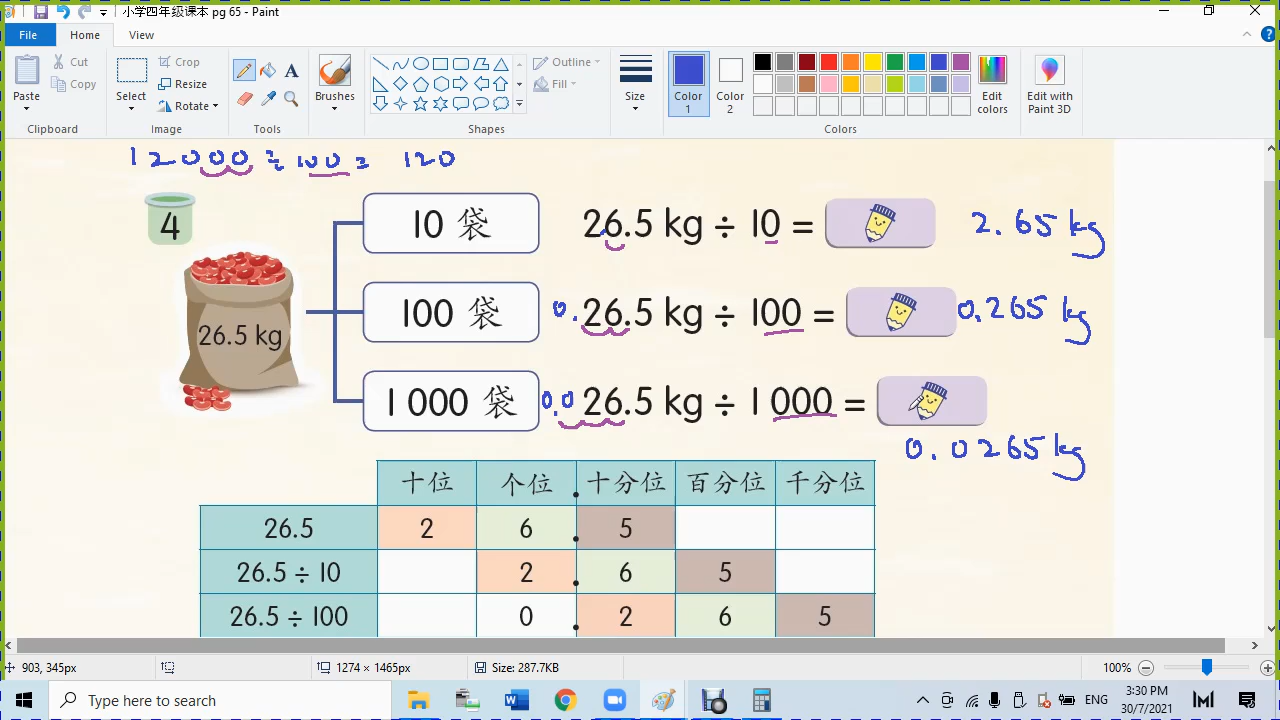 小学四年级课本 pg 65 - Paint
File Home View
Paste Cut Copy Clipboard
Select Crop Resize Rotate Image
Tools
Brushes
Outline Fill Shapes
Size
Color 1 Color 2 Edit colors Colors
Edit with Paint 3D
12000 ÷ 100 = 120
4
10 袋 26.5 kg ÷ 10 = 2.65 kg
26.5 kg
100 袋 0. 26.5 kg ÷ 100 = 0.265 kg
1 000 袋 0.0 26.5 kg ÷ 1 000 =
0.0265 kg
十位 个位 十分位 百分位 千分位
26.5 2 6 . 5
26.5 ÷ 10 2 . 6 5
26.5 ÷ 100 0 . 2 6 5
903, 345px 1274 × 1465px Size: 287.7KB 100%
Type here to search
ENG
3:30 PM
30/7/2021